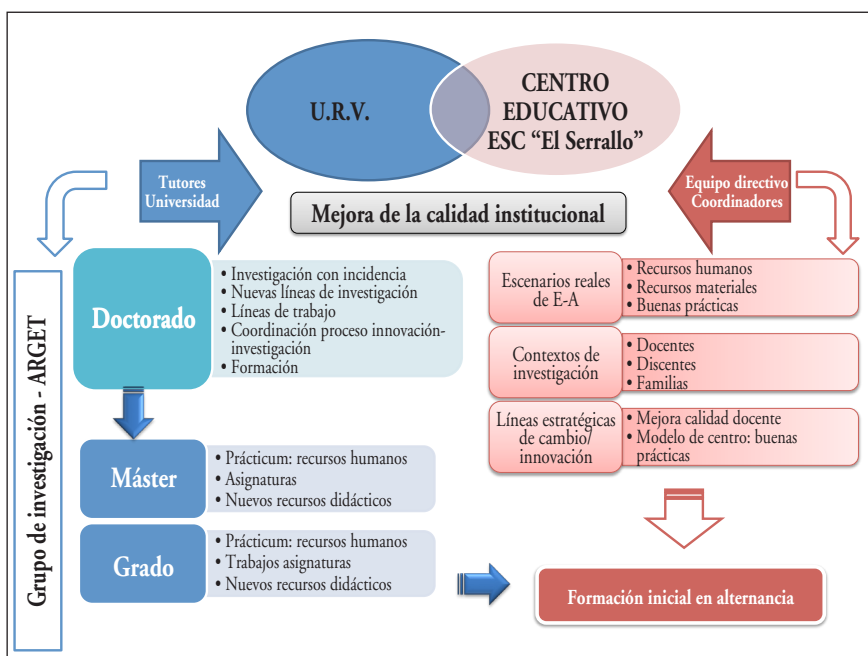 U.R.V.
CENTRO
EDUCATIVO
ESC “El Serrallo”
Tutores
Universidad
Equipo directivo
Coordinadores
Mejora de la calidad institucional
Grupo de investigación - ARGET
Doctorado
• Investigación con incidencia
• Nuevas líneas de investigación
• Líneas de trabajo
• Coordinación proceso innovación-
investigación
• Formación
Máster
• Prácticum: recursos humanos
• Asignaturas
• Nuevos recursos didácticos
Grado
• Prácticum: recursos humanos
• Trabajos asignaturas
• Nuevos recursos didácticos
Escenarios reales
de E-A
• Recursos humanos
• Recursos materiales
• Buenas prácticas
Contextos de
investigación
• Docentes
• Discentes
• Familias
Líneas estratégicas
de cambio/
innovación
• Mejora calidad docente
• Modelo de centro: buenas
prácticas
Formación inicial en alternancia